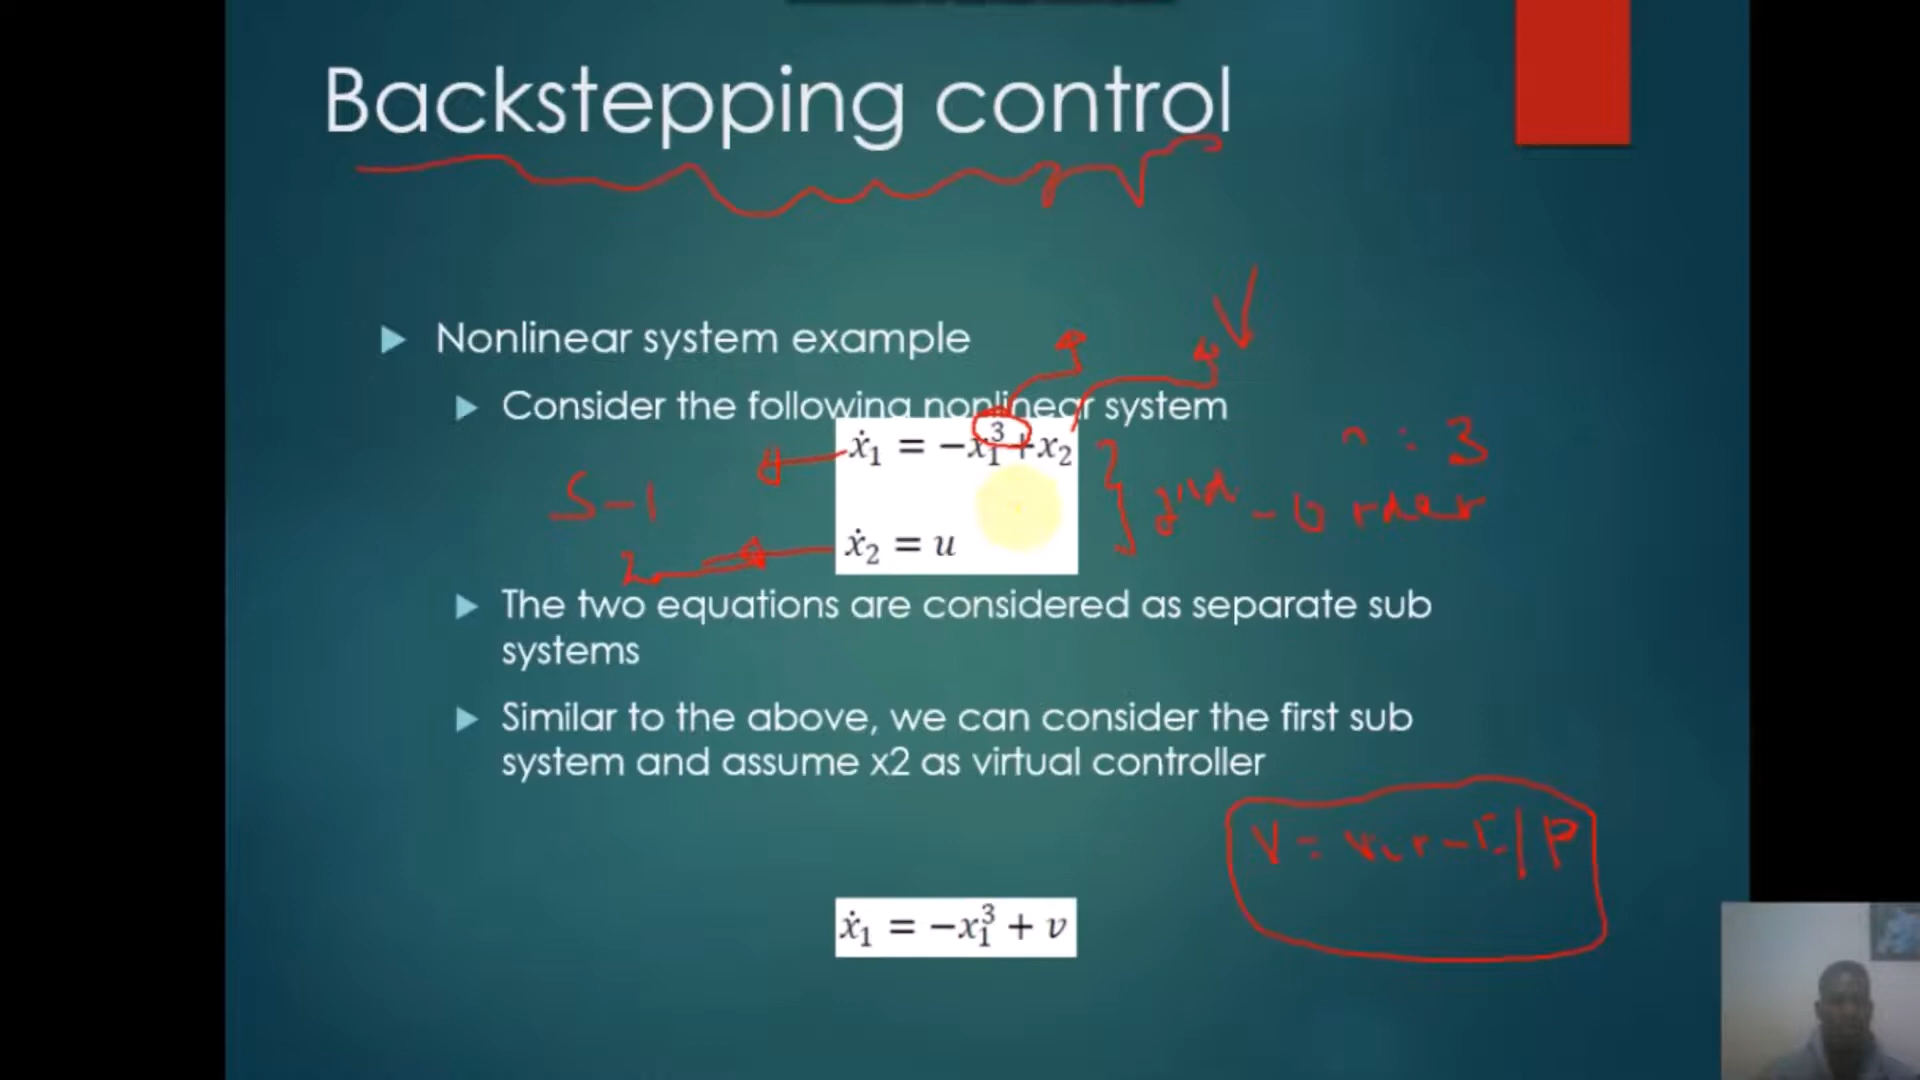 Backstepping control
V
Nonlinear system example
Consider the following nonlinear system
ẋ₁ = −x₁³ + x₂
n : 3
S-1
2nd - order
ẋ₂ = u
2
The two equations are considered as separate sub
systems
Similar to the above, we can consider the first sub
system and assume x2 as virtual controller
V = vir - I/P
ẋ₁ = −x₁³ + v